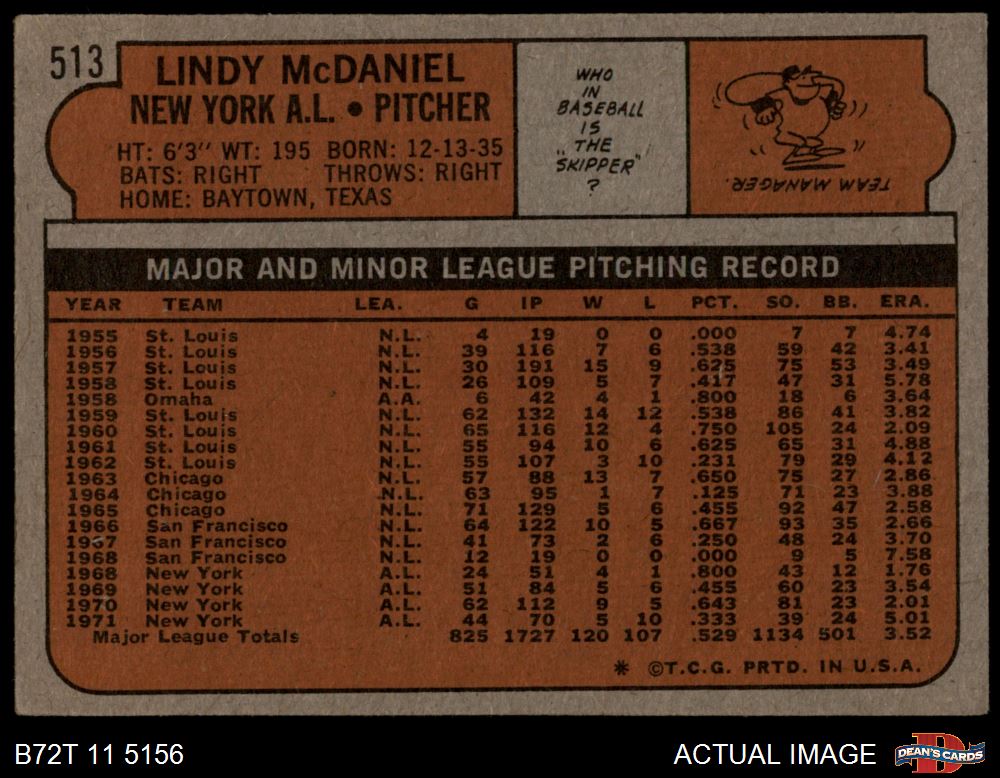 513
LINDY McDANIEL
NEW YORK A.L. • PITCHER
HT: 6'3" WT: 195 BORN: 12-13-35
BATS: RIGHT THROWS: RIGHT
HOME: BAYTOWN, TEXAS
WHO
IN
BASEBALL
IS
THE
"SKIPPER"
?
TEAM MANAGER.
MAJOR AND MINOR LEAGUE PITCHING RECORD
YEAR TEAM LEA. G IP W L PCT. SO. BB. ERA.
1955 St. Louis N.L. 4 19 0 0 .000 7 7 4.74
1956 St. Louis N.L. 39 116 7 6 .538 59 42 3.41
1957 St. Louis N.L. 30 191 15 9 .625 75 53 3.49
1958 St. Louis N.L. 26 109 5 7 .417 47 31 5.78
1958 Omaha A.A. 6 42 4 1 .800 18 6 3.64
1959 St. Louis N.L. 62 132 14 12 .538 86 41 3.82
1960 St. Louis N.L. 65 116 12 4 .750 105 24 2.09
1961 St. Louis N.L. 55 94 10 6 .625 65 31 4.88
1962 St. Louis N.L. 55 107 3 10 .231 79 29 4.12
1963 Chicago N.L. 57 88 13 7 .650 75 27 2.86
1964 Chicago N.L. 63 95 1 7 .125 71 23 3.88
1965 Chicago N.L. 71 129 5 6 .455 92 47 2.58
1966 San Francisco N.L. 64 122 10 5 .667 93 35 2.66
1967 San Francisco N.L. 41 73 2 6 .250 48 24 3.70
1968 San Francisco N.L. 12 19 0 0 .000 9 5 7.58
1968 New York A.L. 24 51 4 1 .800 43 12 1.76
1969 New York A.L. 51 84 5 6 .455 60 23 3.54
1970 New York A.L. 62 112 9 5 .643 81 23 2.01
1971 New York A.L. 44 70 5 10 .333 39 24 5.01
Major League Totals 825 1727 120 107 .529 1134 501 3.52
* ©T.C.G. PRTD. IN U.S.A.
B72T 11 5156
ACTUAL IMAGE
DEAN'S CARDS